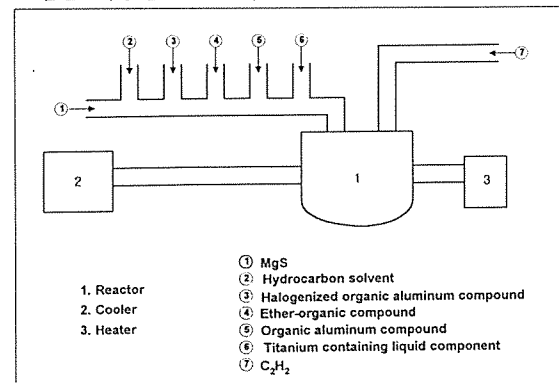 ② ③ ④ ⑤ ⑥
⑦
①
2
1
3
1. Reactor
2. Cooler
3. Heater
① MgS
② Hydrocarbon solvent
③ Halogenized organic aluminum compound
④ Ether-organic compound
⑤ Organic aluminum compound
⑥ Titanium containing liquid component
⑦ C₂H₂